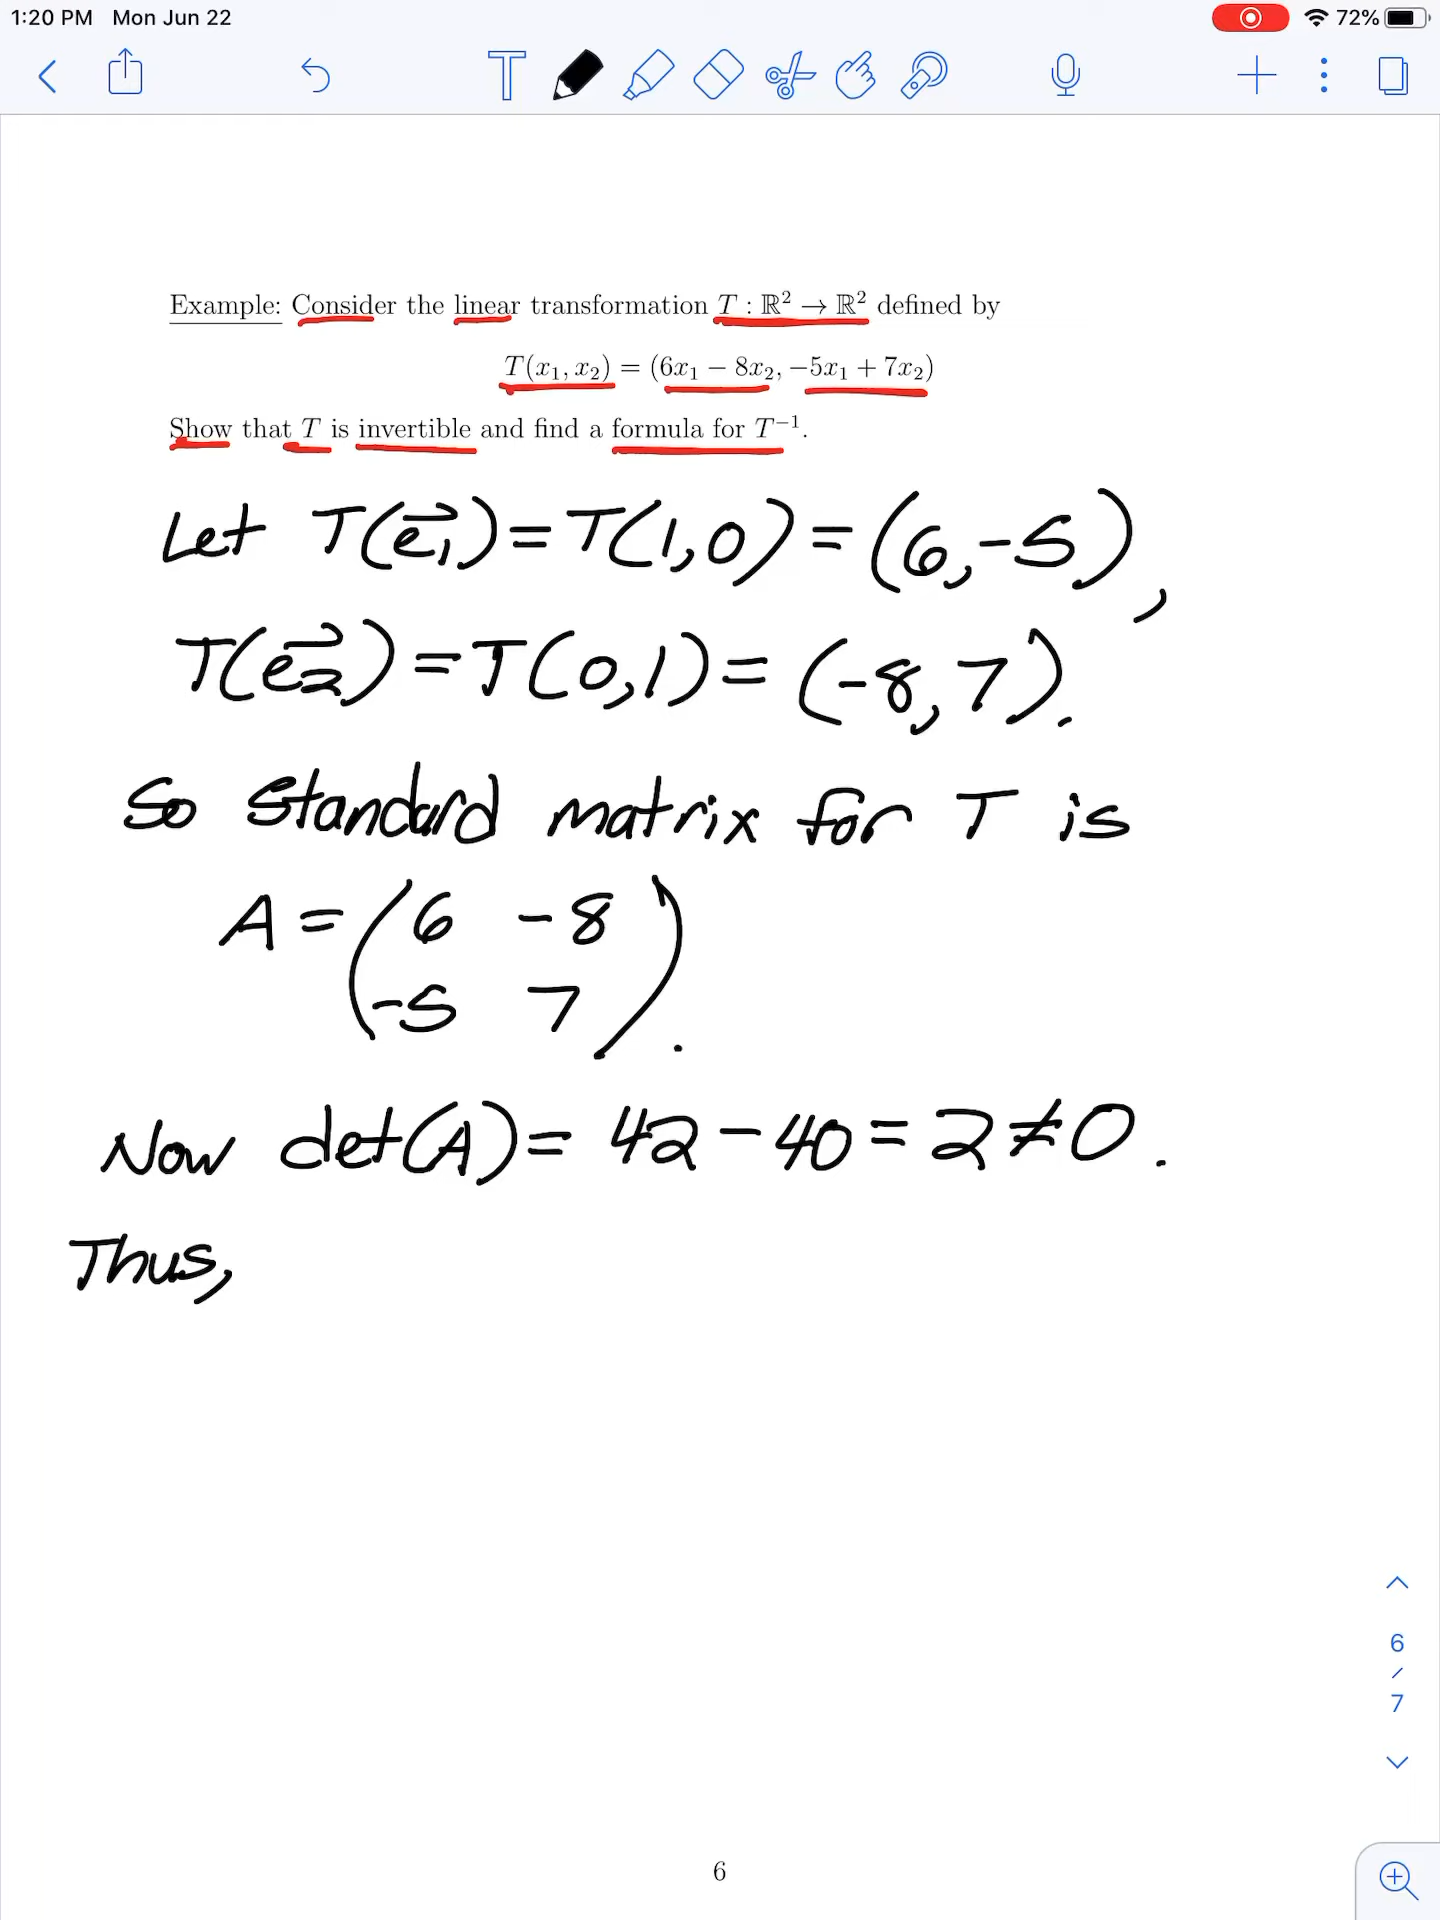 1:20 PM Mon Jun 22
72%
Example: Consider the linear transformation T : ℝ² → ℝ² defined by
T(x₁, x₂) = (6x₁ − 8x₂, −5x₁ + 7x₂)
Show that T is invertible and find a formula for T⁻¹.
Let T(e⃗₁) = T(1,0) = (6,-5),
T(e⃗₂) = T(0,1) = (-8,7).
So standard matrix for T is
A = (6 -8
-5 7).
Now det(A) = 42 - 40 = 2 ≠ 0.
Thus,
6
/
7
6